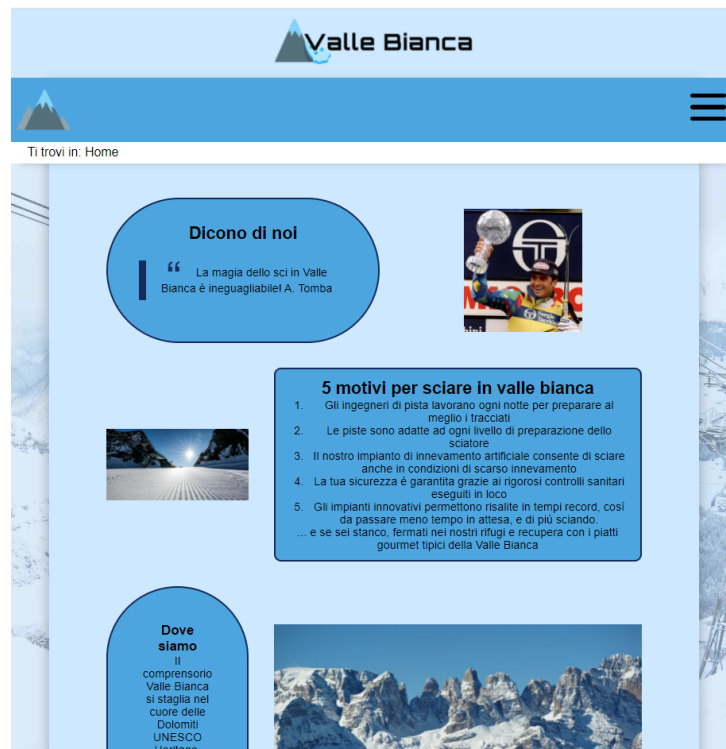 Valle Bianca
Ti trovi in: Home
Dicono di noi
“ La magia dello sci in Valle
Bianca è ineguagliabile! A. Tomba
5 motivi per sciare in valle bianca
1. Gli ingegneri di pista lavorano ogni notte per preparare al
meglio i tracciati
2. Le piste sono adatte ad ogni livello di preparazione dello
sciatore
3. Il nostro impianto di innevamento artificiale consente di sciare
anche in condizioni di scarso innevamento
4. La tua sicurezza é garantita grazie ai rigorosi controlli sanitari
eseguiti in loco
5. Gli impianti innovativi permettono risalite in tempi record, cosí
da passare meno tempo in attesa, e di piú sciando.
... e se sei stanco, fermati nei nostri rifugi e recupera con i piatti
gourmet tipici della Valle Bianca
Dove
siamo
Il
comprensorio
Valle Bianca
si staglia nel
cuore delle
Dolomiti
UNESCO
Heritage